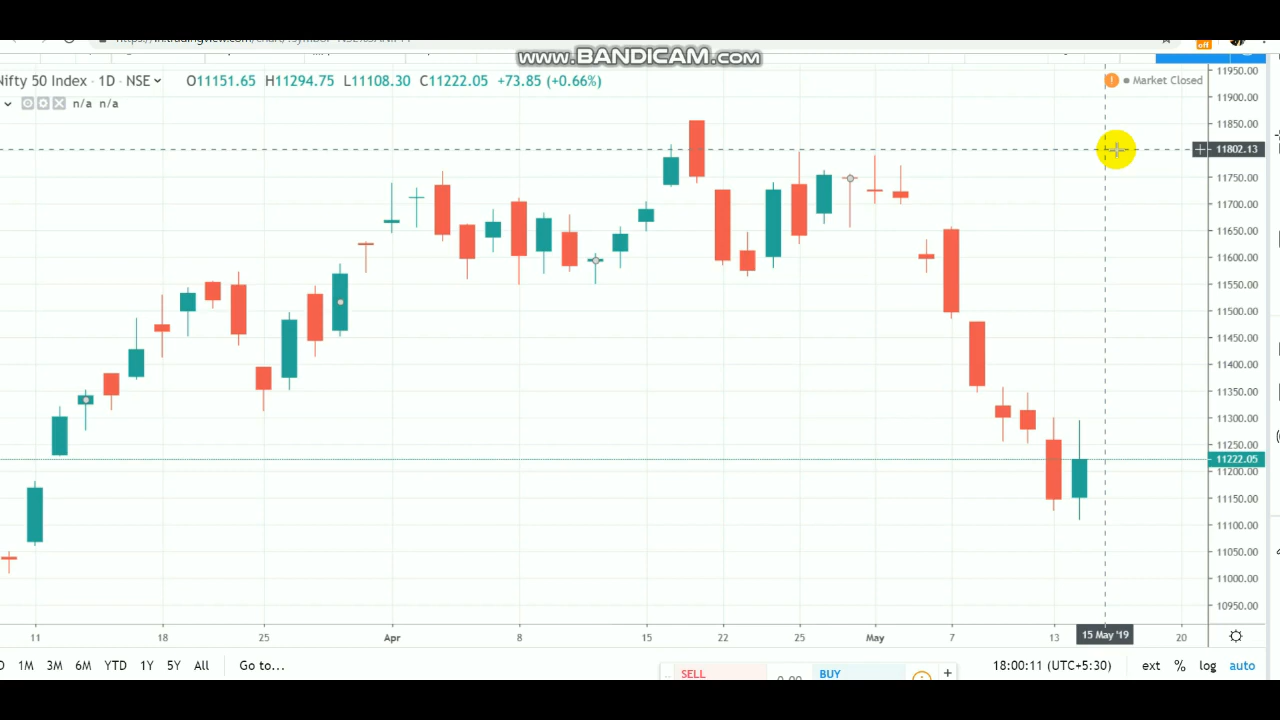 www.BANDICAM.com
off
Nifty 50 Index · 1D · NSE
O11151.65 H11294.75 L11108.30 C11222.05 +73.85 (+0.66%)
Market Closed
n/a n/a
11950.00
11900.00
11850.00
11802.13
11750.00
11700.00
11650.00
11600.00
11550.00
11500.00
11450.00
11400.00
11350.00
11300.00
11250.00
11222.05
11200.00
11150.00
11100.00
11050.00
11000.00
10950.00
11 18 25 Apr 8 15 22 25 May 7 13 15 May '19 20
1M 3M 6M YTD 1Y 5Y All Go to...
18:00:11 (UTC+5:30) ext % log auto
SELL BUY